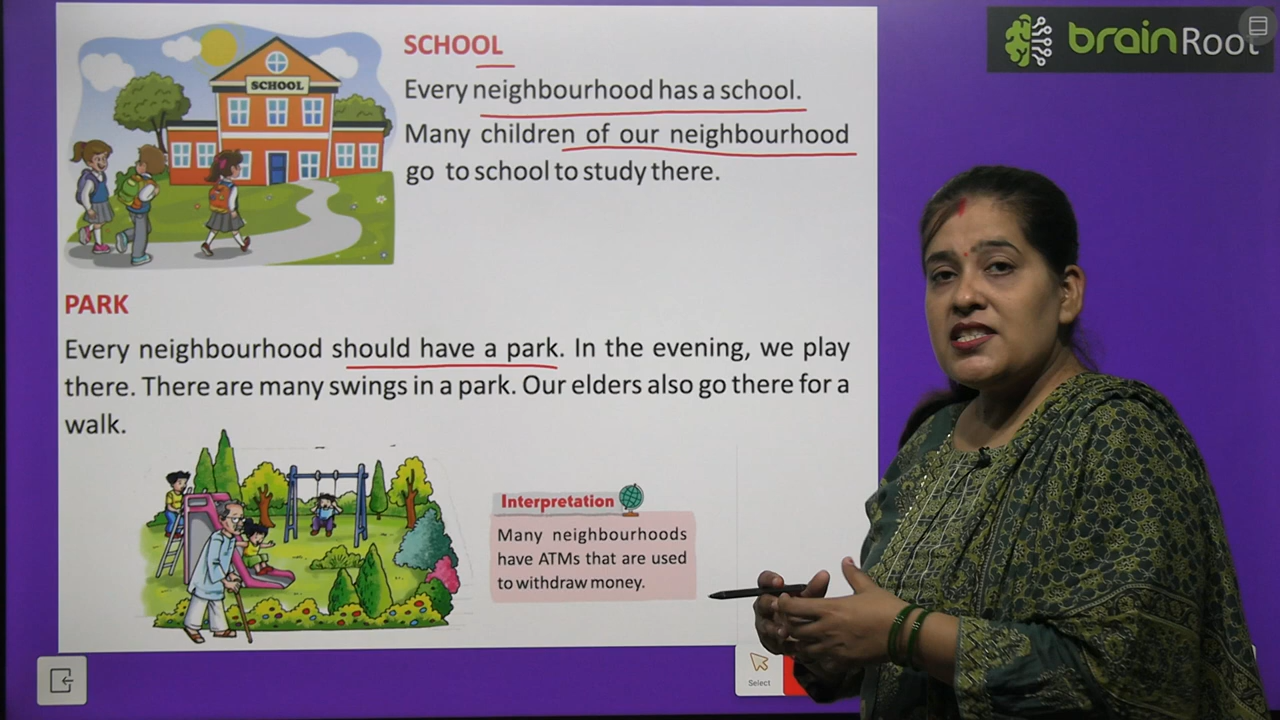 brainRoot
SCHOOL
SCHOOL
Every neighbourhood has a school.
Many children of our neighbourhood
go to school to study there.
PARK
Every neighbourhood should have a park. In the evening, we play
there. There are many swings in a park. Our elders also go there for a
walk.
Interpretation
Many neighbourhoods
have ATMs that are used
to withdraw money.
Select